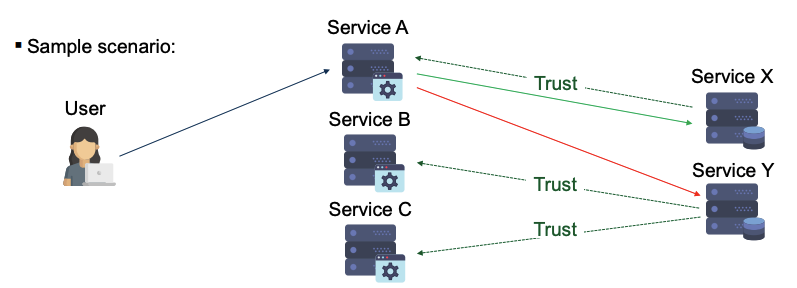 ▪ Sample scenario:
User
Service A
Service B
Service C
Trust
Trust
Trust
Service X
Service Y